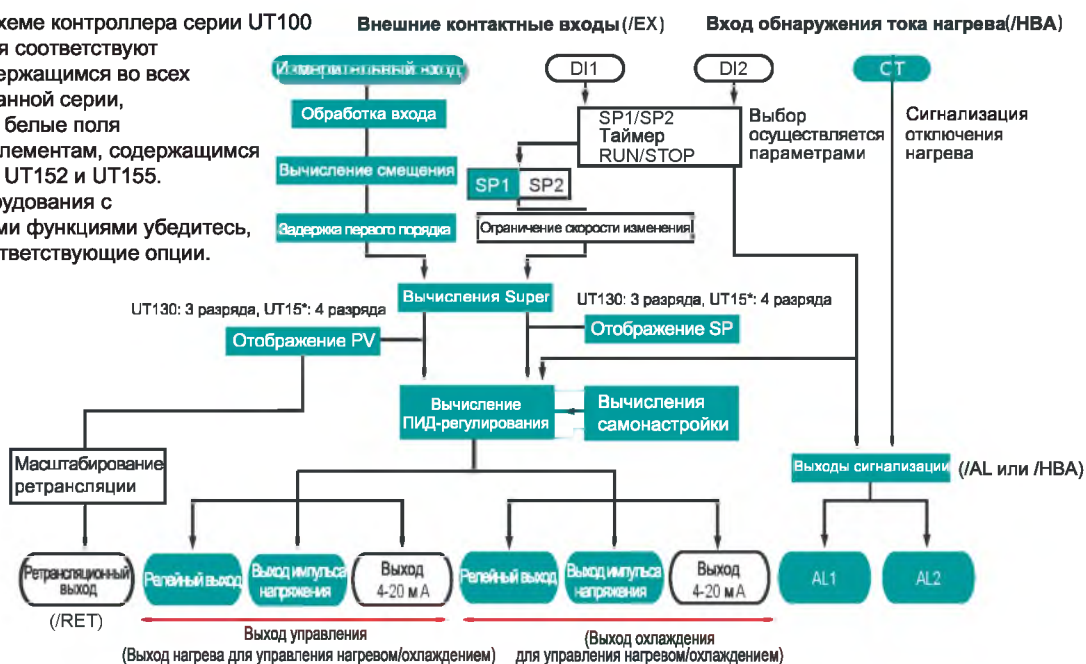 хеме контроллера серии UT100
я соответствуют
ержащимся во всех
анной серии,
белые поля
лементам, содержащимся
UT152 и UT155.
рудования с
ми функциями убедитесь,
тветствующие опции.
Внешние контактные входы (/EX)
Вход обнаружения тока нагрева(/HBA)
Измерительный вход
DI1
DI2
CT
Обработка входа
SP1/SP2
Таймер
RUN/STOP
Выбор
осуществляется
параметрами
Сигнализация
отключения
нагрева
Вычисление смещения
SP1
SP2
Задержка первого порядка
Ограничение скорости изменения
Вычисления Super
UT130: 3 разряда, UT15*: 4 разряда
UT130: 3 разряда, UT15*: 4 разряда
Отображение PV
Отображение SP
Вычисление
ПИД-регулирования
Вычисления
самонастройки
Масштабирование
ретрансляции
Выходы сигнализации
(/AL или /HBA)
Ретрансляционный
выход
Релейный выход
Выход импульса
напряжения
Выход
4-20 мА
Релейный выход
Выход импульса
напряжения
Выход
4-20 мА
AL1
AL2
(/RET)
Выход управления
(Выход нагрева для управления нагревом/охлаждением)
(Выход охлаждения
для управления нагревом/охлаждением)